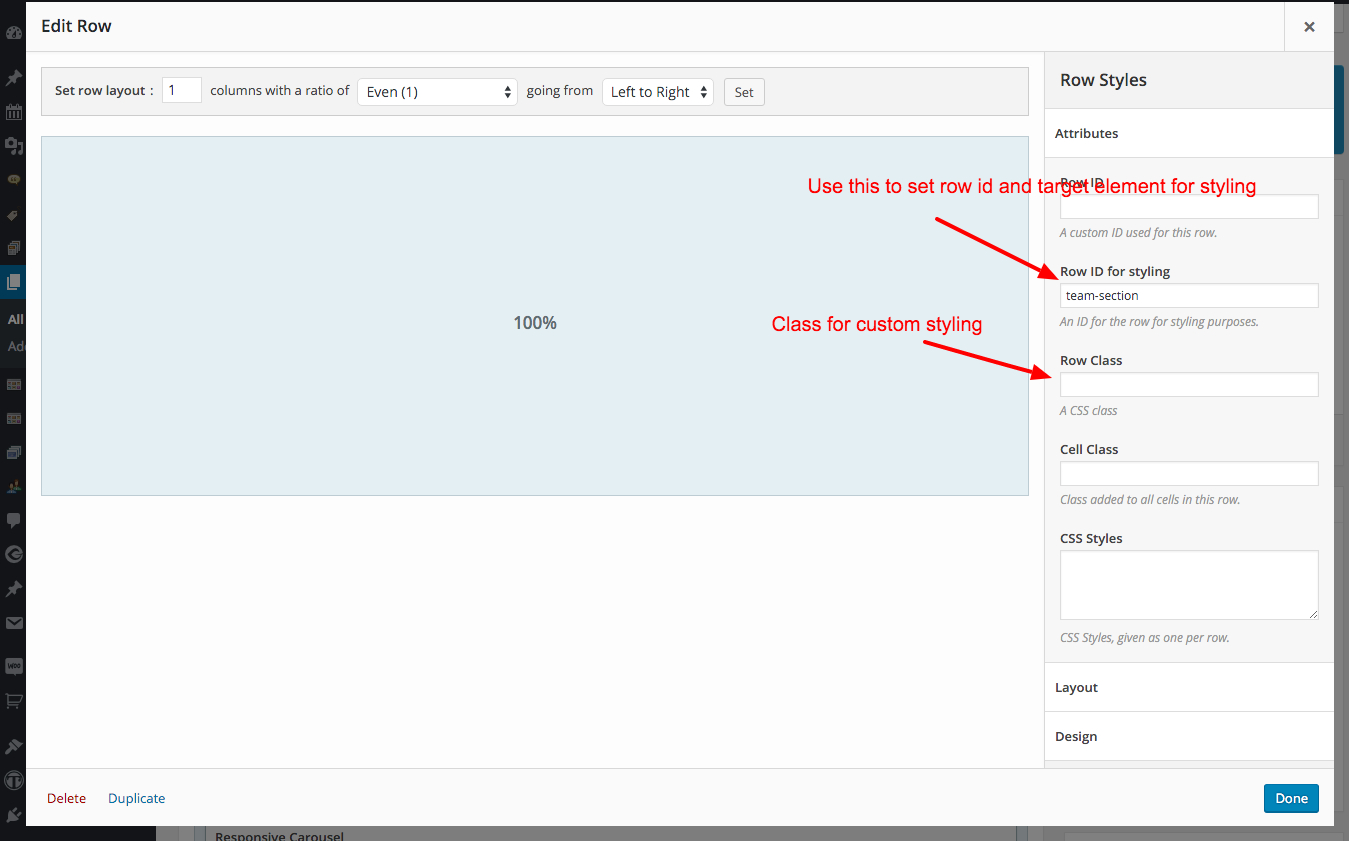 Edit Row
×
Set row layout : 1 columns with a ratio of Even (1) going from Left to Right Set
Row Styles
Attributes
Row ID
Use this to set row id and target element for styling
A custom ID used for this row.
Row ID for styling
team-section
An ID for the row for styling purposes.
Class for custom styling
100%
Row Class
A CSS class
Cell Class
Class added to all cells in this row.
CSS Styles
CSS Styles, given as one per row.
Layout
Design
All
Ad
WOO
Delete Duplicate
Done
Responsive Carousel